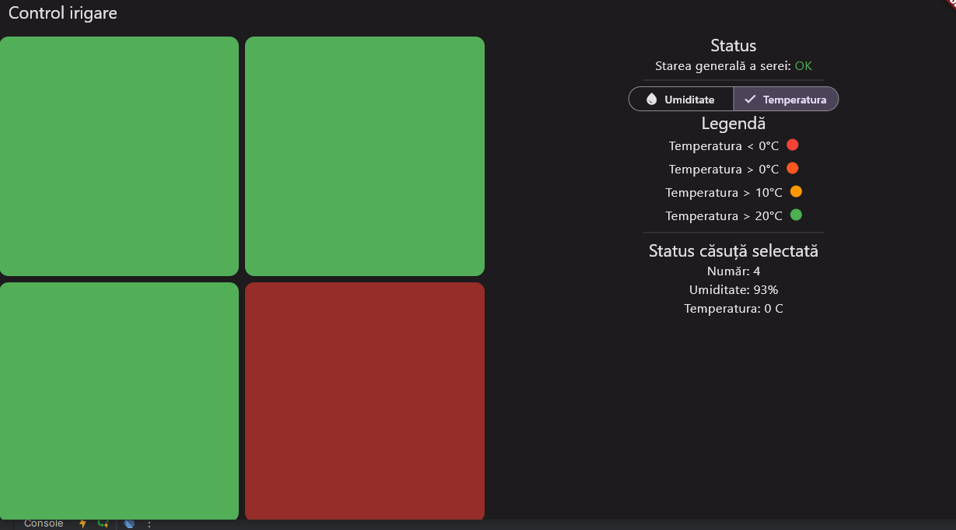 Control irigare
Status
Starea generală a serei: OK
Umiditate
Temperatura
Legendă
Temperatura < 0°C
Temperatura > 0°C
Temperatura > 10°C
Temperatura > 20°C
Status căsuță selectată
Număr: 4
Umiditate: 93%
Temperatura: 0 C
Console